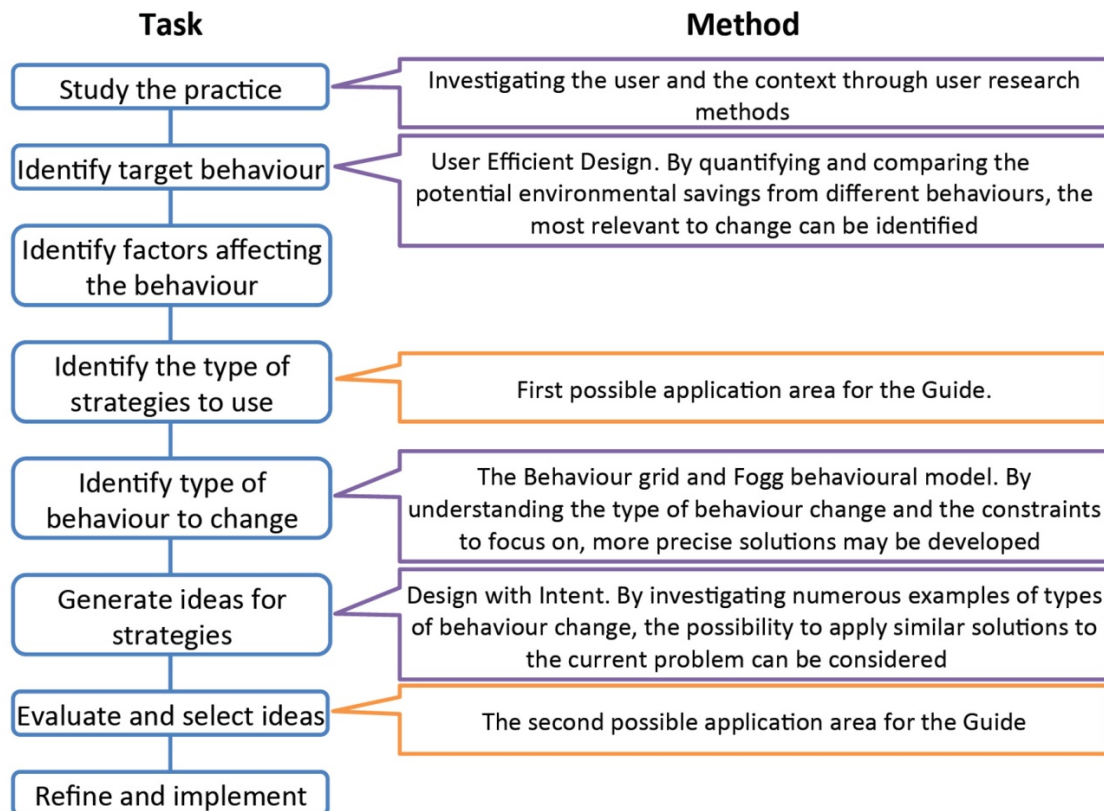 Task
Method
Study the practice
Investigating the user and the context through user research
methods
Identify target behaviour
User Efficient Design. By quantifying and comparing the
potential environmental savings from different behaviours, the
most relevant to change can be identified
Identify factors affecting
the behaviour
Identify the type of
strategies to use
First possible application area for the Guide.
Identify type of
behaviour to change
The Behaviour grid and Fogg behavioural model. By
understanding the type of behaviour change and the constraints
to focus on, more precise solutions may be developed
Generate ideas for
strategies
Design with Intent. By investigating numerous examples of types
of behaviour change, the possibility to apply similar solutions to
the current problem can be considered
Evaluate and select ideas
The second possible application area for the Guide
Refine and implement